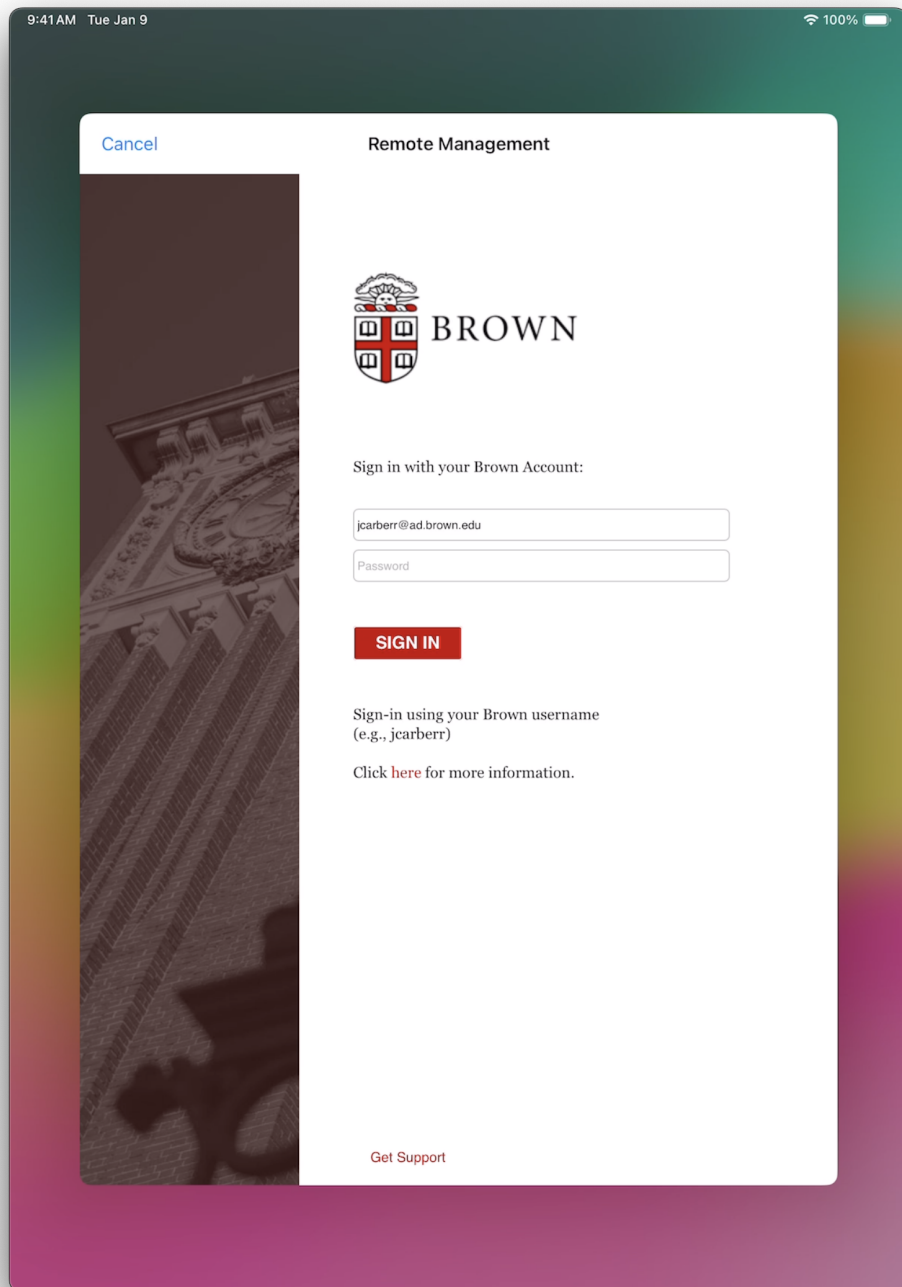 9:41 AM Tue Jan 9
100%
Cancel
Remote Management
BROWN
Sign in with your Brown Account:
jcarberr@ad.brown.edu
Password
SIGN IN
Sign-in using your Brown username
(e.g., jcarberr)
Click here for more information.
Get Support